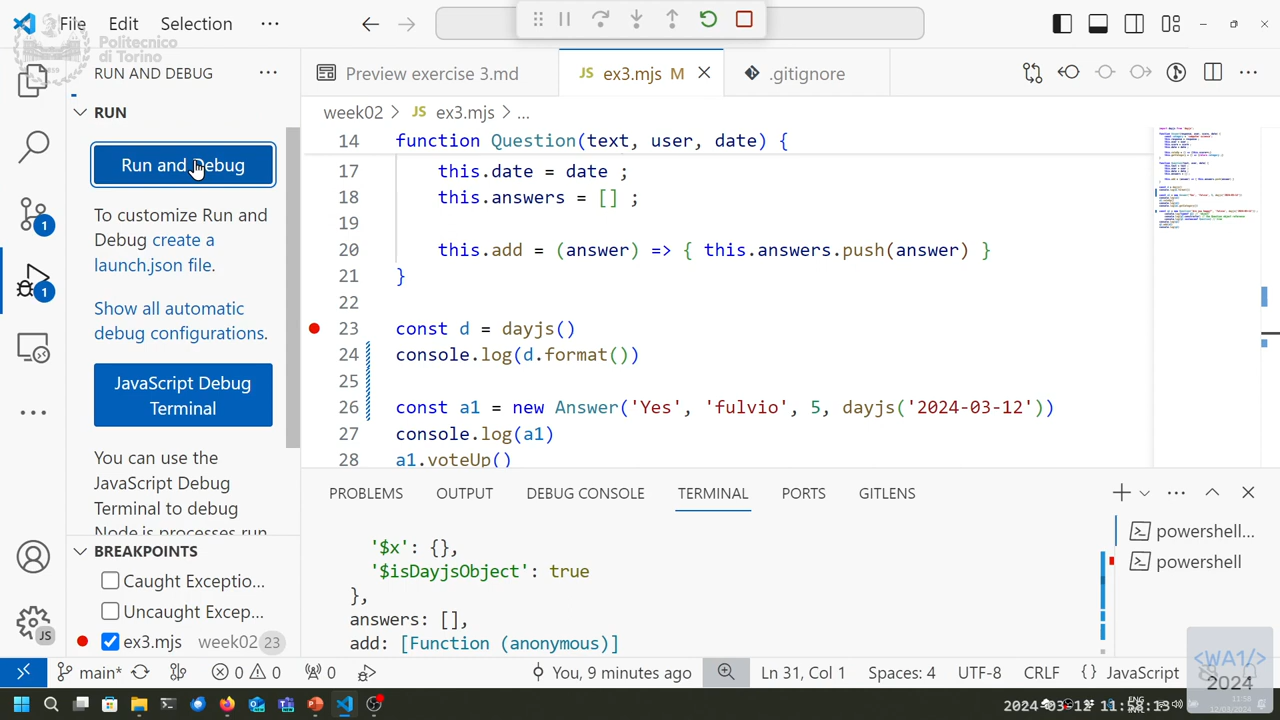 File Edit Selection ···
Politecnico
di Torino
RUN AND DEBUG ···
RUN
Run and Debug
To customize Run and
Debug create a
launch.json file.
Show all automatic
debug configurations.
JavaScript Debug
Terminal
You can use the
JavaScript Debug
Terminal to debug
Node.js processes run
BREAKPOINTS
Caught Exceptio...
Uncaught Excep...
ex3.mjs week02 23
1
1
JS
Preview exercise 3.md
JS ex3.mjs M
.gitignore
week02 > JS ex3.mjs > ...
14 function Question(text, user, date) {
17 this.date = date ;
18 this.answers = [] ;
19
20 this.add = (answer) => { this.answers.push(answer) }
21 }
22
23 const d = dayjs()
24 console.log(d.format())
25
26 const a1 = new Answer('Yes', 'fulvio', 5, dayjs('2024-03-12'))
27 console.log(a1)
28 a1.voteUp()
PROBLEMS OUTPUT DEBUG CONSOLE TERMINAL PORTS GITLENS
'$x': {},
'$isDayjsObject': true
},
answers: [],
add: [Function (anonymous)]
powershell...
powershell
main* 0 0 0 You, 9 minutes ago Ln 31, Col 1 Spaces: 4 UTF-8 CRLF {} JavaScript
<WA1/>
2024